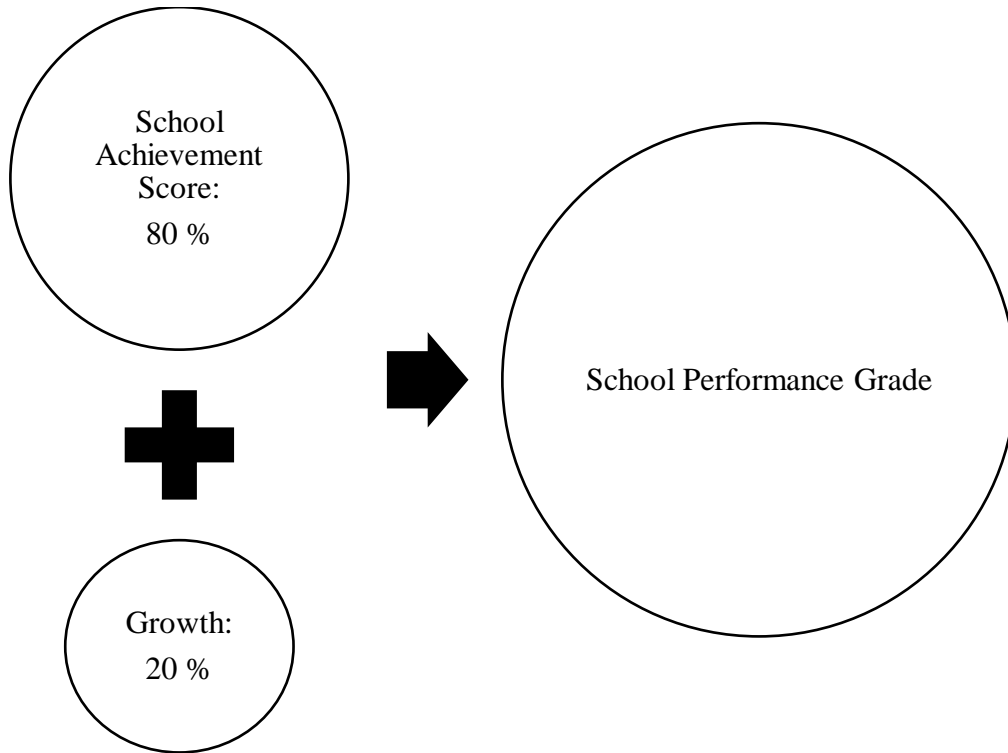 School
Achievement
Score:
80 %
School Performance Grade
Growth:
20 %